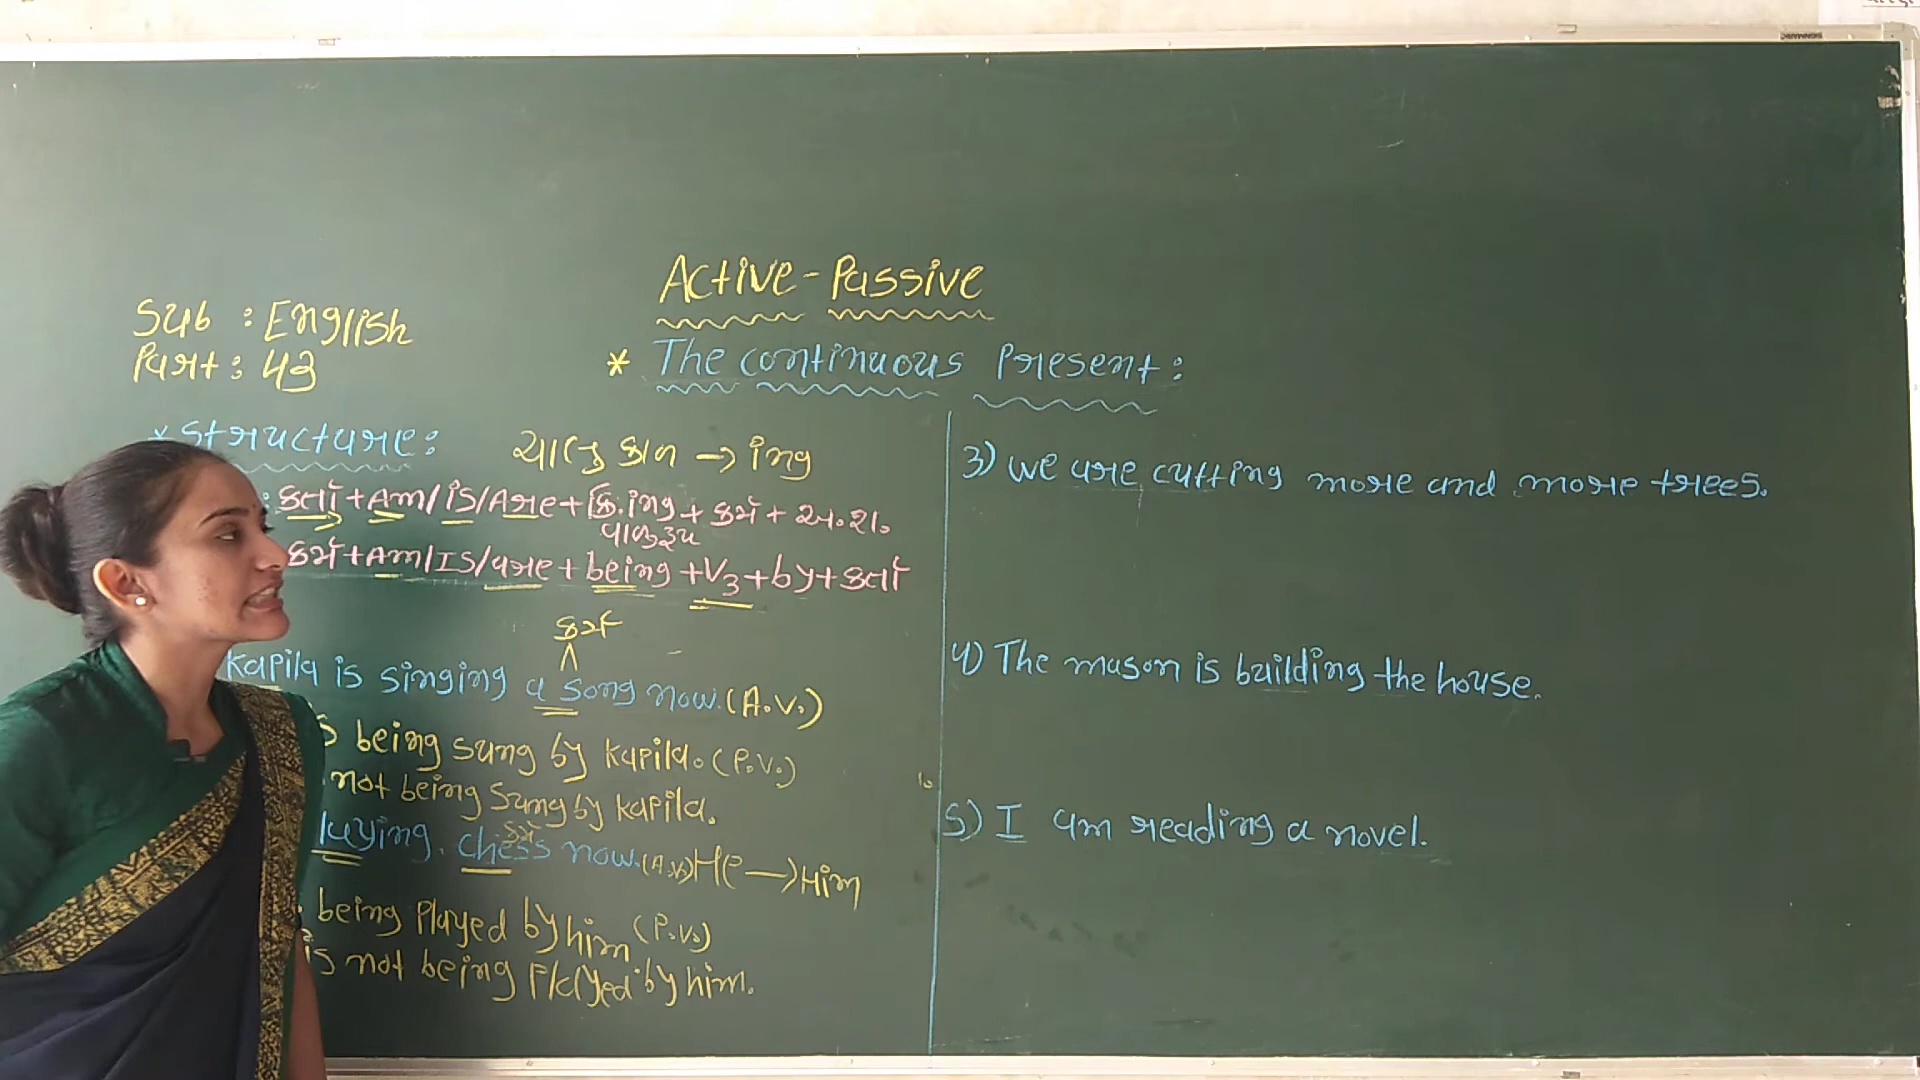 Active-Passive
Sub : English
Part : 43
* The continuous Present :
* Structure :
ચાલુ કાળ → ing
: કર્તા + Am/is/Are + ક્રિ.ing + કર્મ + અ.શ.
વાળુ રૂપ
કર્મ + Am/IS/are + being + V3 + by + કર્તા
કર્મ
kapila is singing a song now. (A.V.)
being sung by kapila. (P.V.)
not being sung by kapila.
કર્મ
laying chess now. (A.V.) He → Him
being Played by him (P.V.)
is not being Played by him.
3) We are cutting more and more trees.
4) The mason is building the house.
5) I am reading a novel.